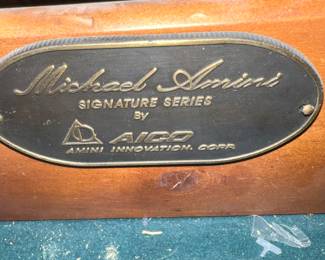 Michael Amini
SIGNATURE SERIES
By
AICO
AMINI INNOVATION. CORP.